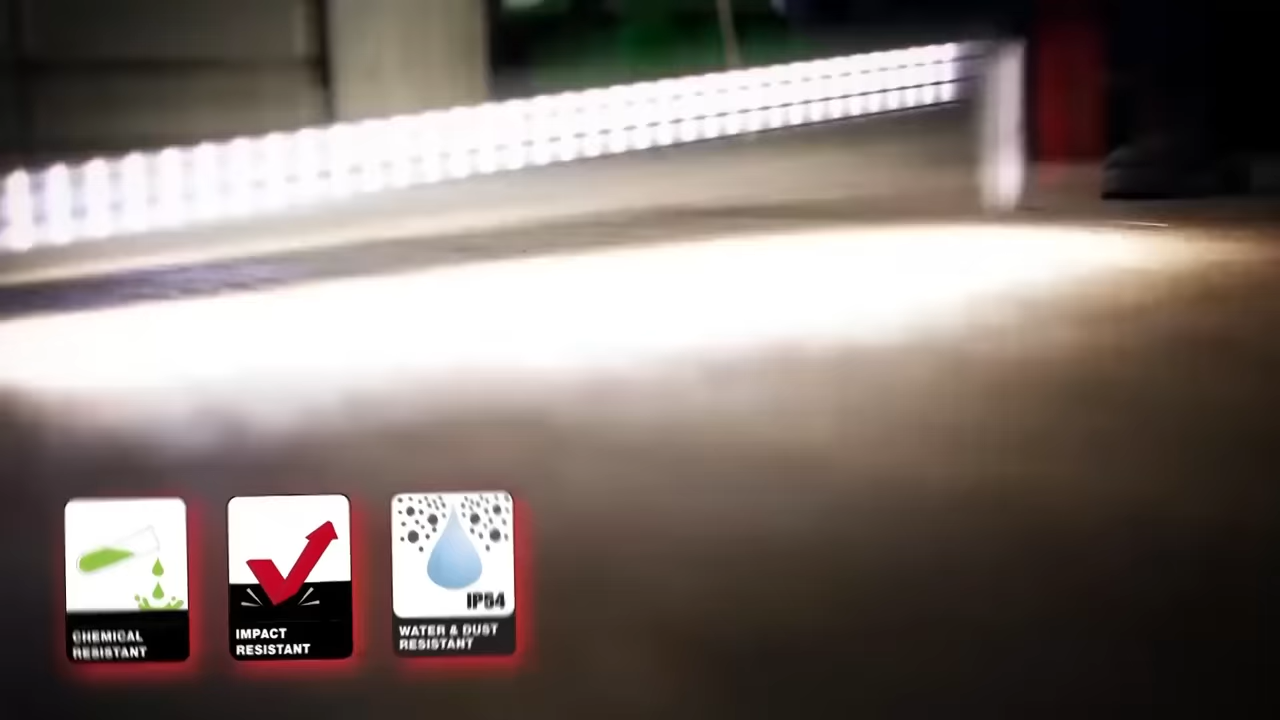 CHEMICAL
RESISTANT
IMPACT
RESISTANT
IP54
WATER & DUST
RESISTANT